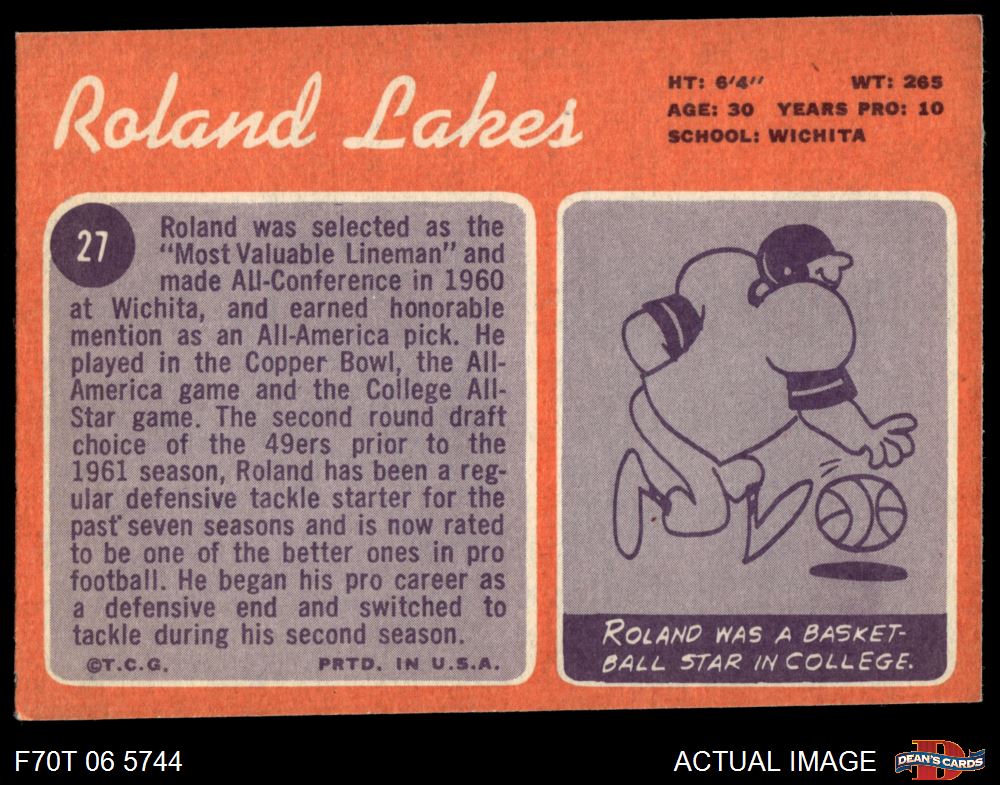 Roland Lakes
HT: 6'4" WT: 265
AGE: 30 YEARS PRO: 10
SCHOOL: WICHITA
27
Roland was selected as the
"Most Valuable Lineman" and
made All-Conference in 1960
at Wichita, and earned honorable
mention as an All-America pick. He
played in the Copper Bowl, the All-
America game and the College All-
Star game. The second round draft
choice of the 49ers prior to the
1961 season, Roland has been a reg-
ular defensive tackle starter for the
past seven seasons and is now rated
to be one of the better ones in pro
football. He began his pro career as
a defensive end and switched to
tackle during his second season.
©T.C.G. PRTD. IN U.S.A.
ROLAND WAS A BASKET-
BALL STAR IN COLLEGE.
F70T 06 5744
ACTUAL IMAGE
D
DEAN'S CARDS